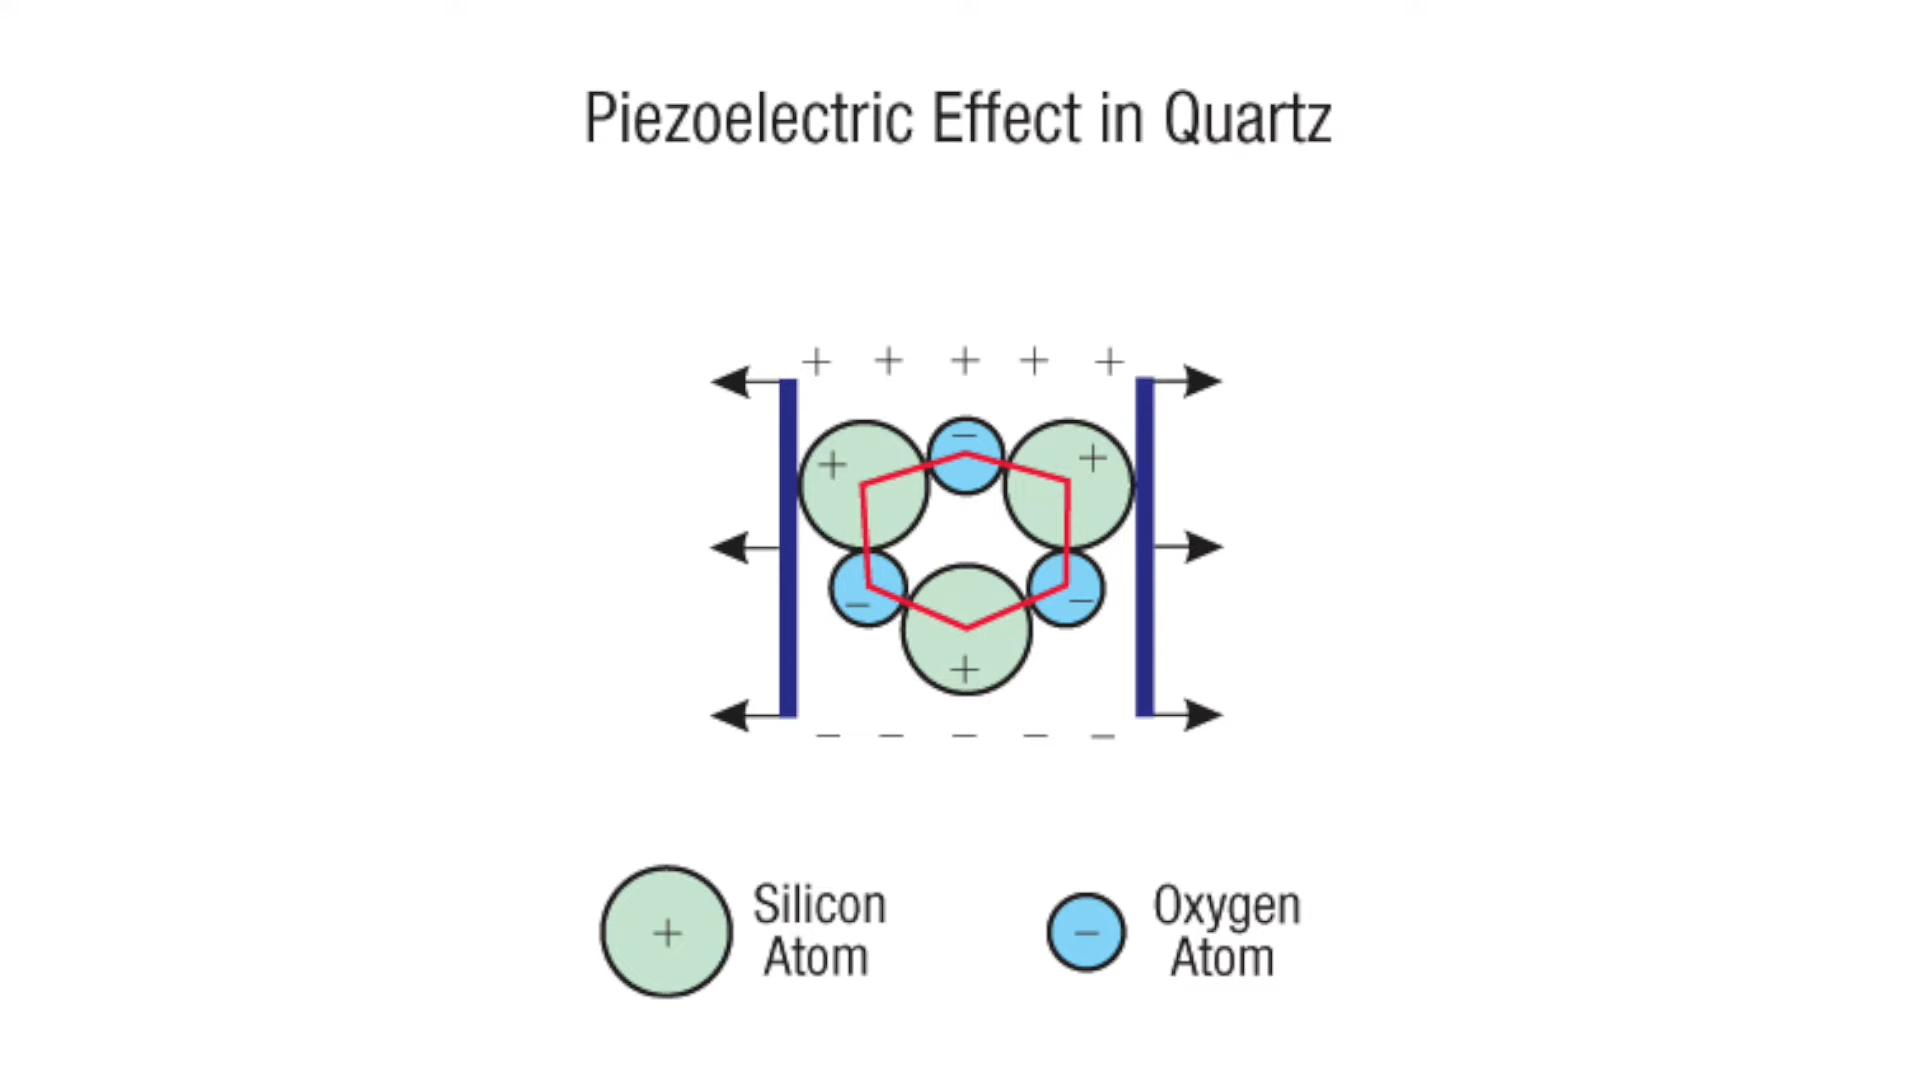 Piezoelectric Effect in Quartz
+ + + + +
−
+ +
− −
+
− − − − −
+ Silicon Atom
− Oxygen Atom